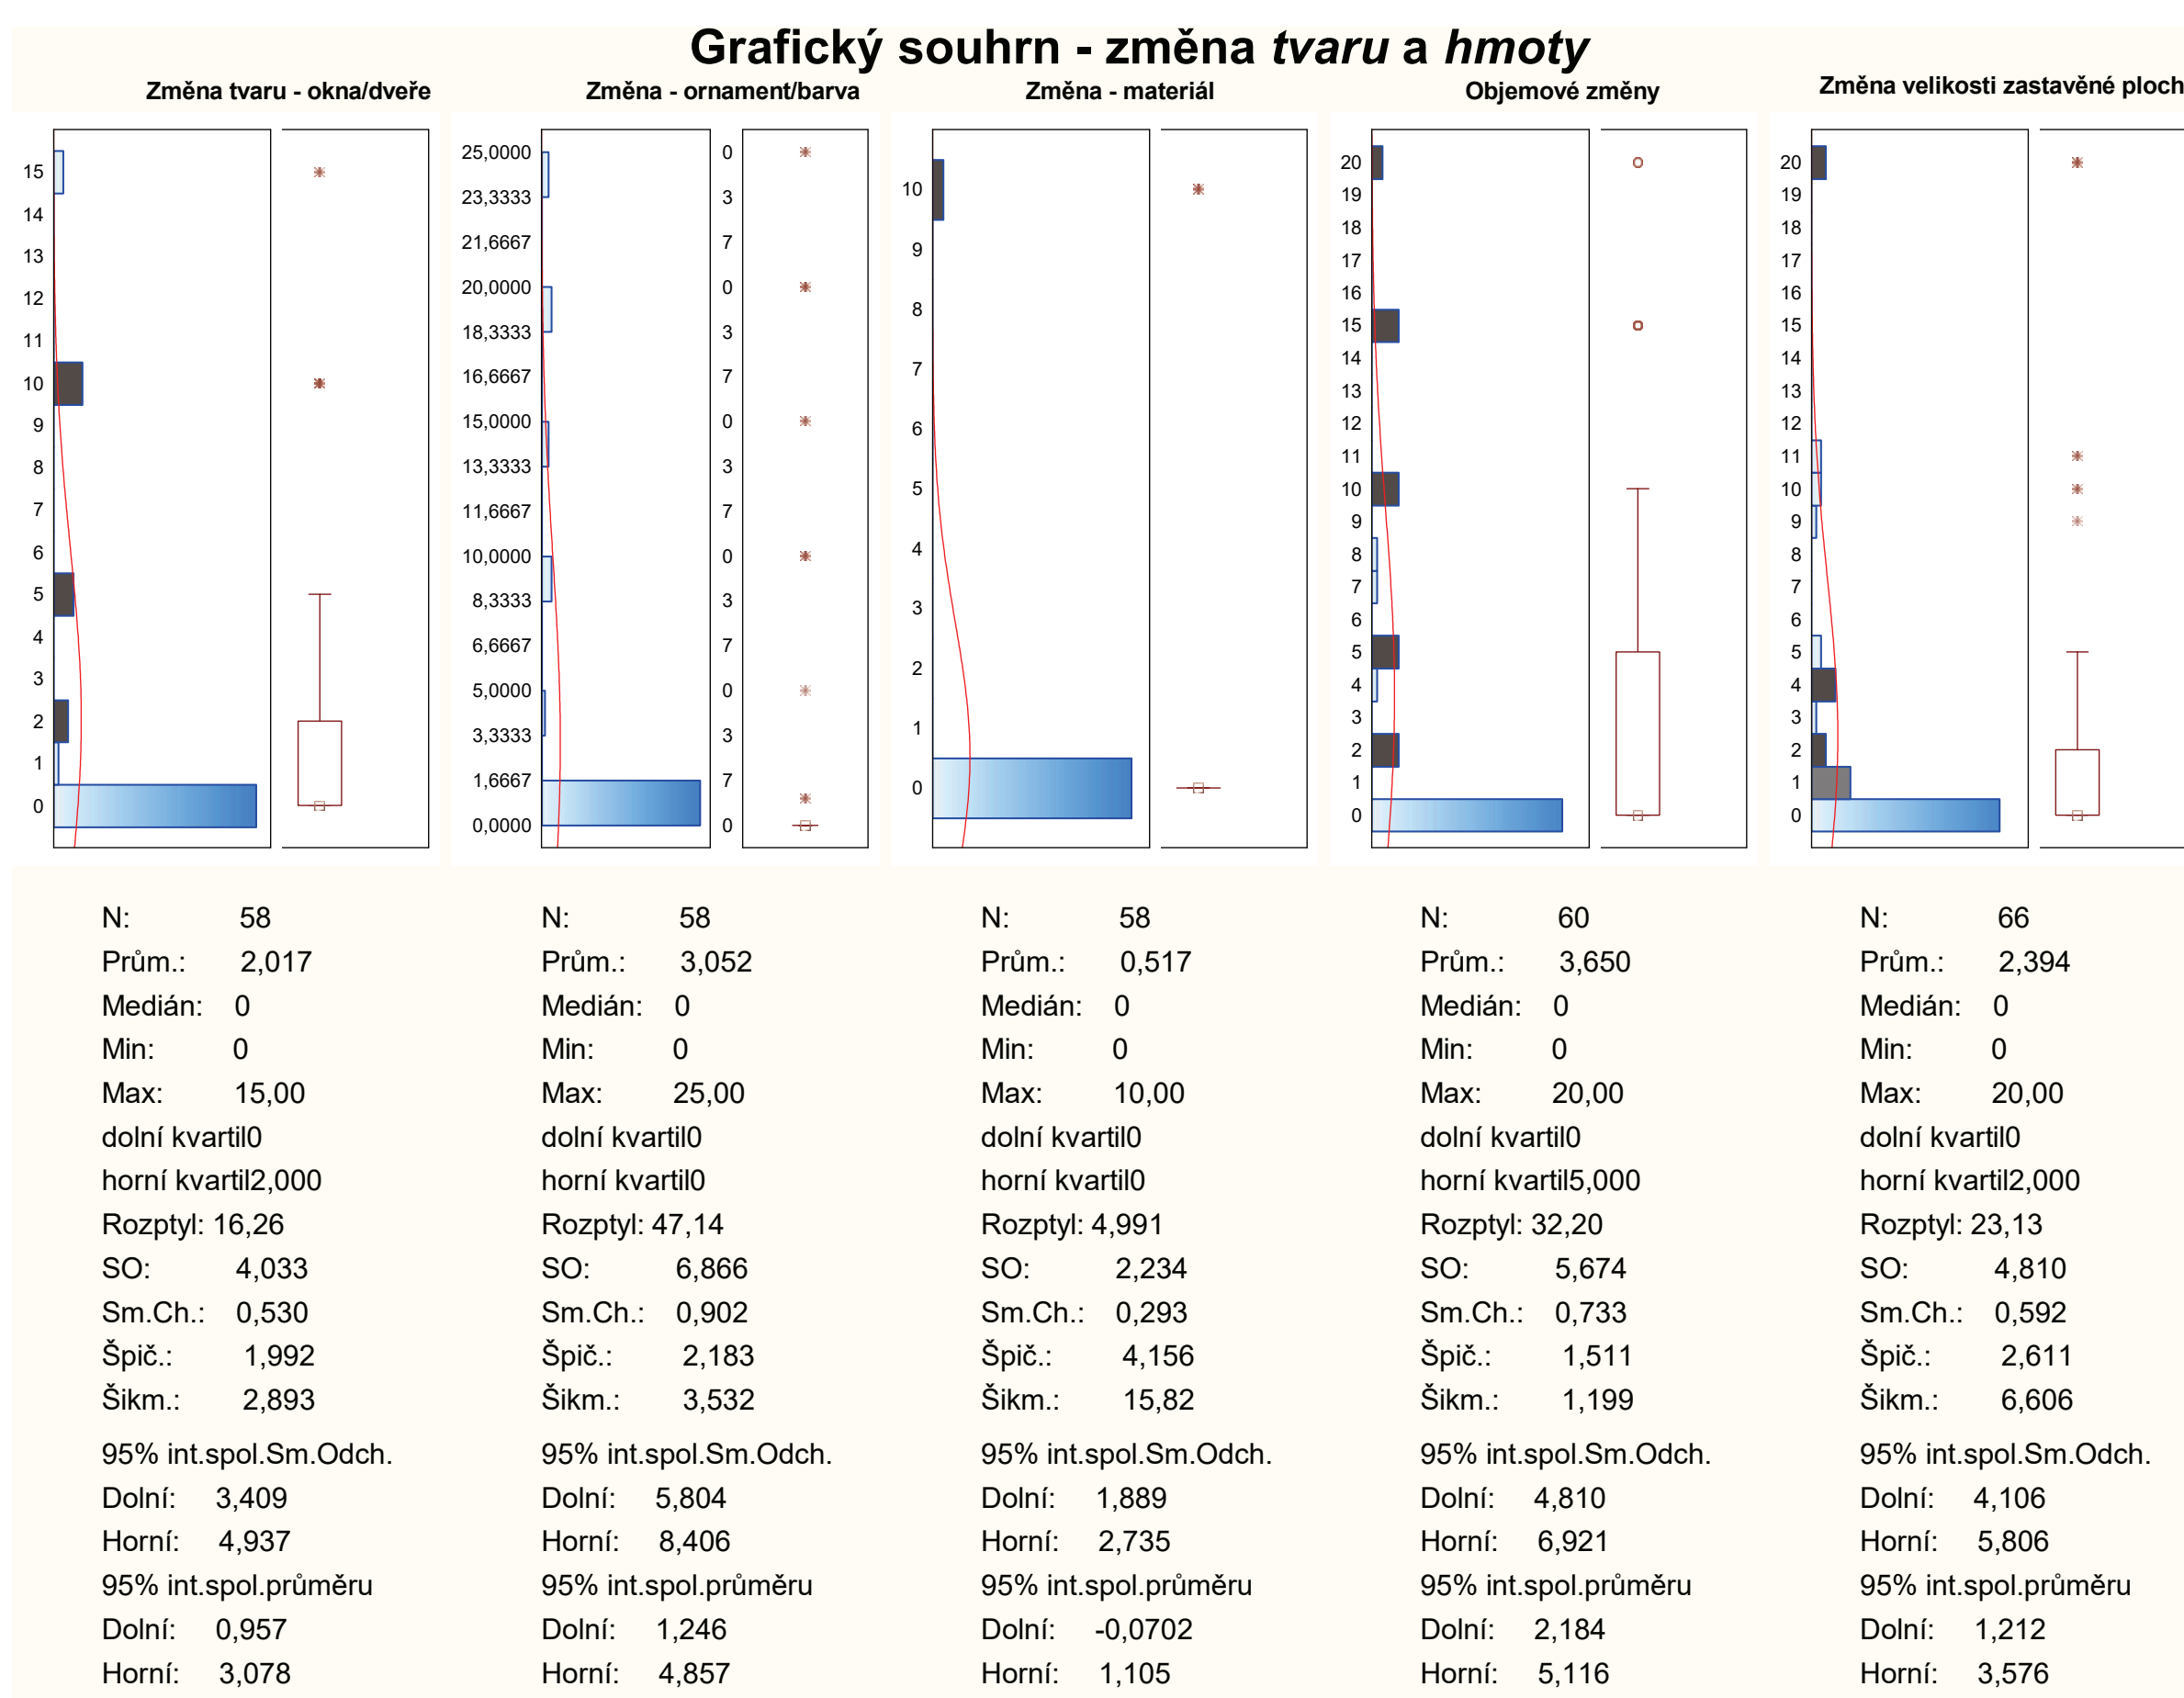 Grafický souhrn - změna tvaru a hmoty
Změna tvaru - okna/dveře
15
14
13
12
11
10
9
8
7
6
5
4
3
2
1
0
N: 58
Prům.: 2,017
Medián: 0
Min: 0
Max: 15,00
dolní kvartil0
horní kvartil2,000
Rozptyl: 16,26
SO: 4,033
Sm.Ch.: 0,530
Špič.: 1,992
Šikm.: 2,893
95% int.spol.Sm.Odch.
Dolní: 3,409
Horní: 4,937
95% int.spol.průměru
Dolní: 0,957
Horní: 3,078
Změna - ornament/barva
25,0000 0
23,3333 3
21,6667 7
20,0000 0
18,3333 3
16,6667 7
15,0000 0
13,3333 3
11,6667 7
10,0000 0
8,3333 3
6,6667 7
5,0000 0
3,3333 3
1,6667 7
0,0000 0
N: 58
Prům.: 3,052
Medián: 0
Min: 0
Max: 25,00
dolní kvartil0
horní kvartil0
Rozptyl: 47,14
SO: 6,866
Sm.Ch.: 0,902
Špič.: 2,183
Šikm.: 3,532
95% int.spol.Sm.Odch.
Dolní: 5,804
Horní: 8,406
95% int.spol.průměru
Dolní: 1,246
Horní: 4,857
Změna - materiál
10
9
8
7
6
5
4
3
2
1
0
N: 58
Prům.: 0,517
Medián: 0
Min: 0
Max: 10,00
dolní kvartil0
horní kvartil0
Rozptyl: 4,991
SO: 2,234
Sm.Ch.: 0,293
Špič.: 4,156
Šikm.: 15,82
95% int.spol.Sm.Odch.
Dolní: 1,889
Horní: 2,735
95% int.spol.průměru
Dolní: -0,0702
Horní: 1,105
Objemové změny
20
19
18
17
16
15
14
13
12
11
10
9
8
7
6
5
4
3
2
1
0
N: 60
Prům.: 3,650
Medián: 0
Min: 0
Max: 20,00
dolní kvartil0
horní kvartil5,000
Rozptyl: 32,20
SO: 5,674
Sm.Ch.: 0,733
Špič.: 1,511
Šikm.: 1,199
95% int.spol.Sm.Odch.
Dolní: 4,810
Horní: 6,921
95% int.spol.průměru
Dolní: 2,184
Horní: 5,116
Změna velikosti zastavěné ploch
20
19
18
17
16
15
14
13
12
11
10
9
8
7
6
5
4
3
2
1
0
N: 66
Prům.: 2,394
Medián: 0
Min: 0
Max: 20,00
dolní kvartil0
horní kvartil2,000
Rozptyl: 23,13
SO: 4,810
Sm.Ch.: 0,592
Špič.: 2,611
Šikm.: 6,606
95% int.spol.Sm.Odch.
Dolní: 4,106
Horní: 5,806
95% int.spol.průměru
Dolní: 1,212
Horní: 3,576